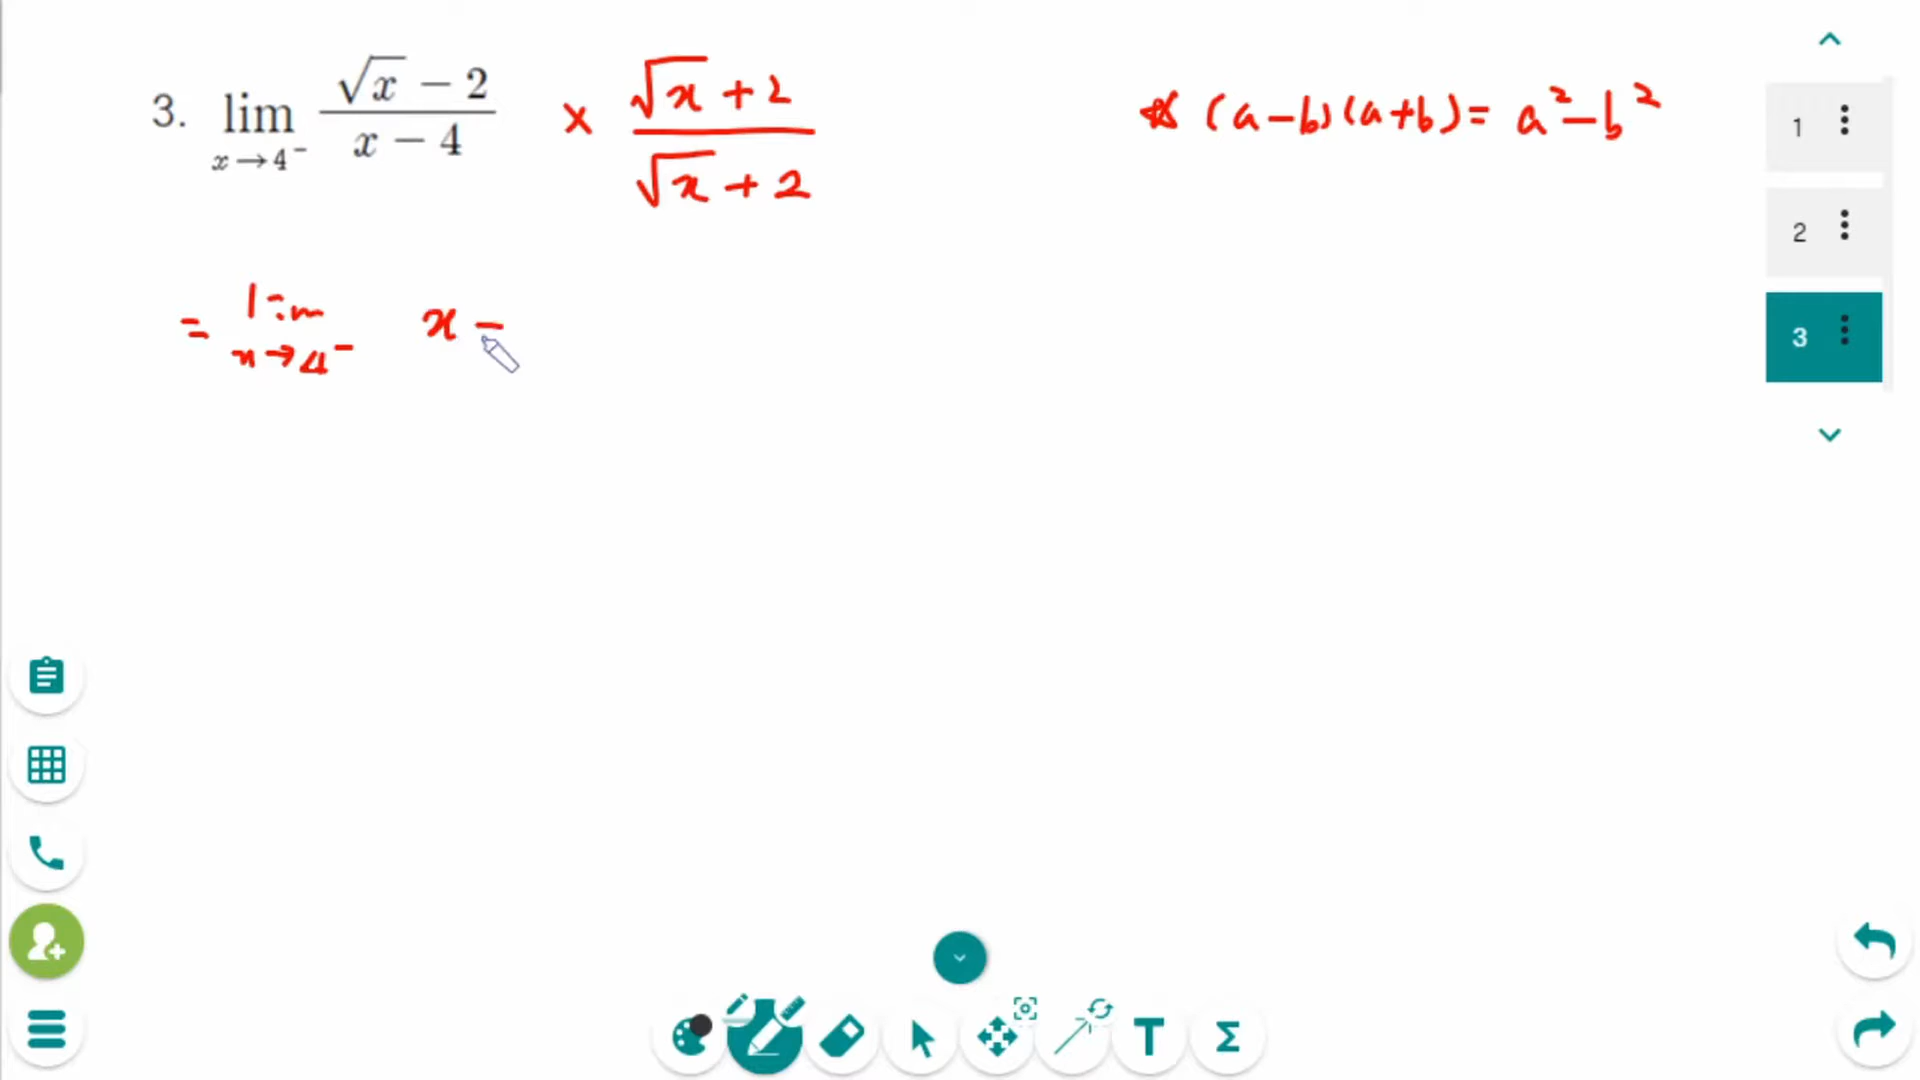 3. lim x→4⁻ (√x − 2)/(x − 4) × (√x + 2)/(√x + 2)
* (a−b)(a+b) = a² − b²
= lim x→4⁻ x −
1
2
3
T
Σ